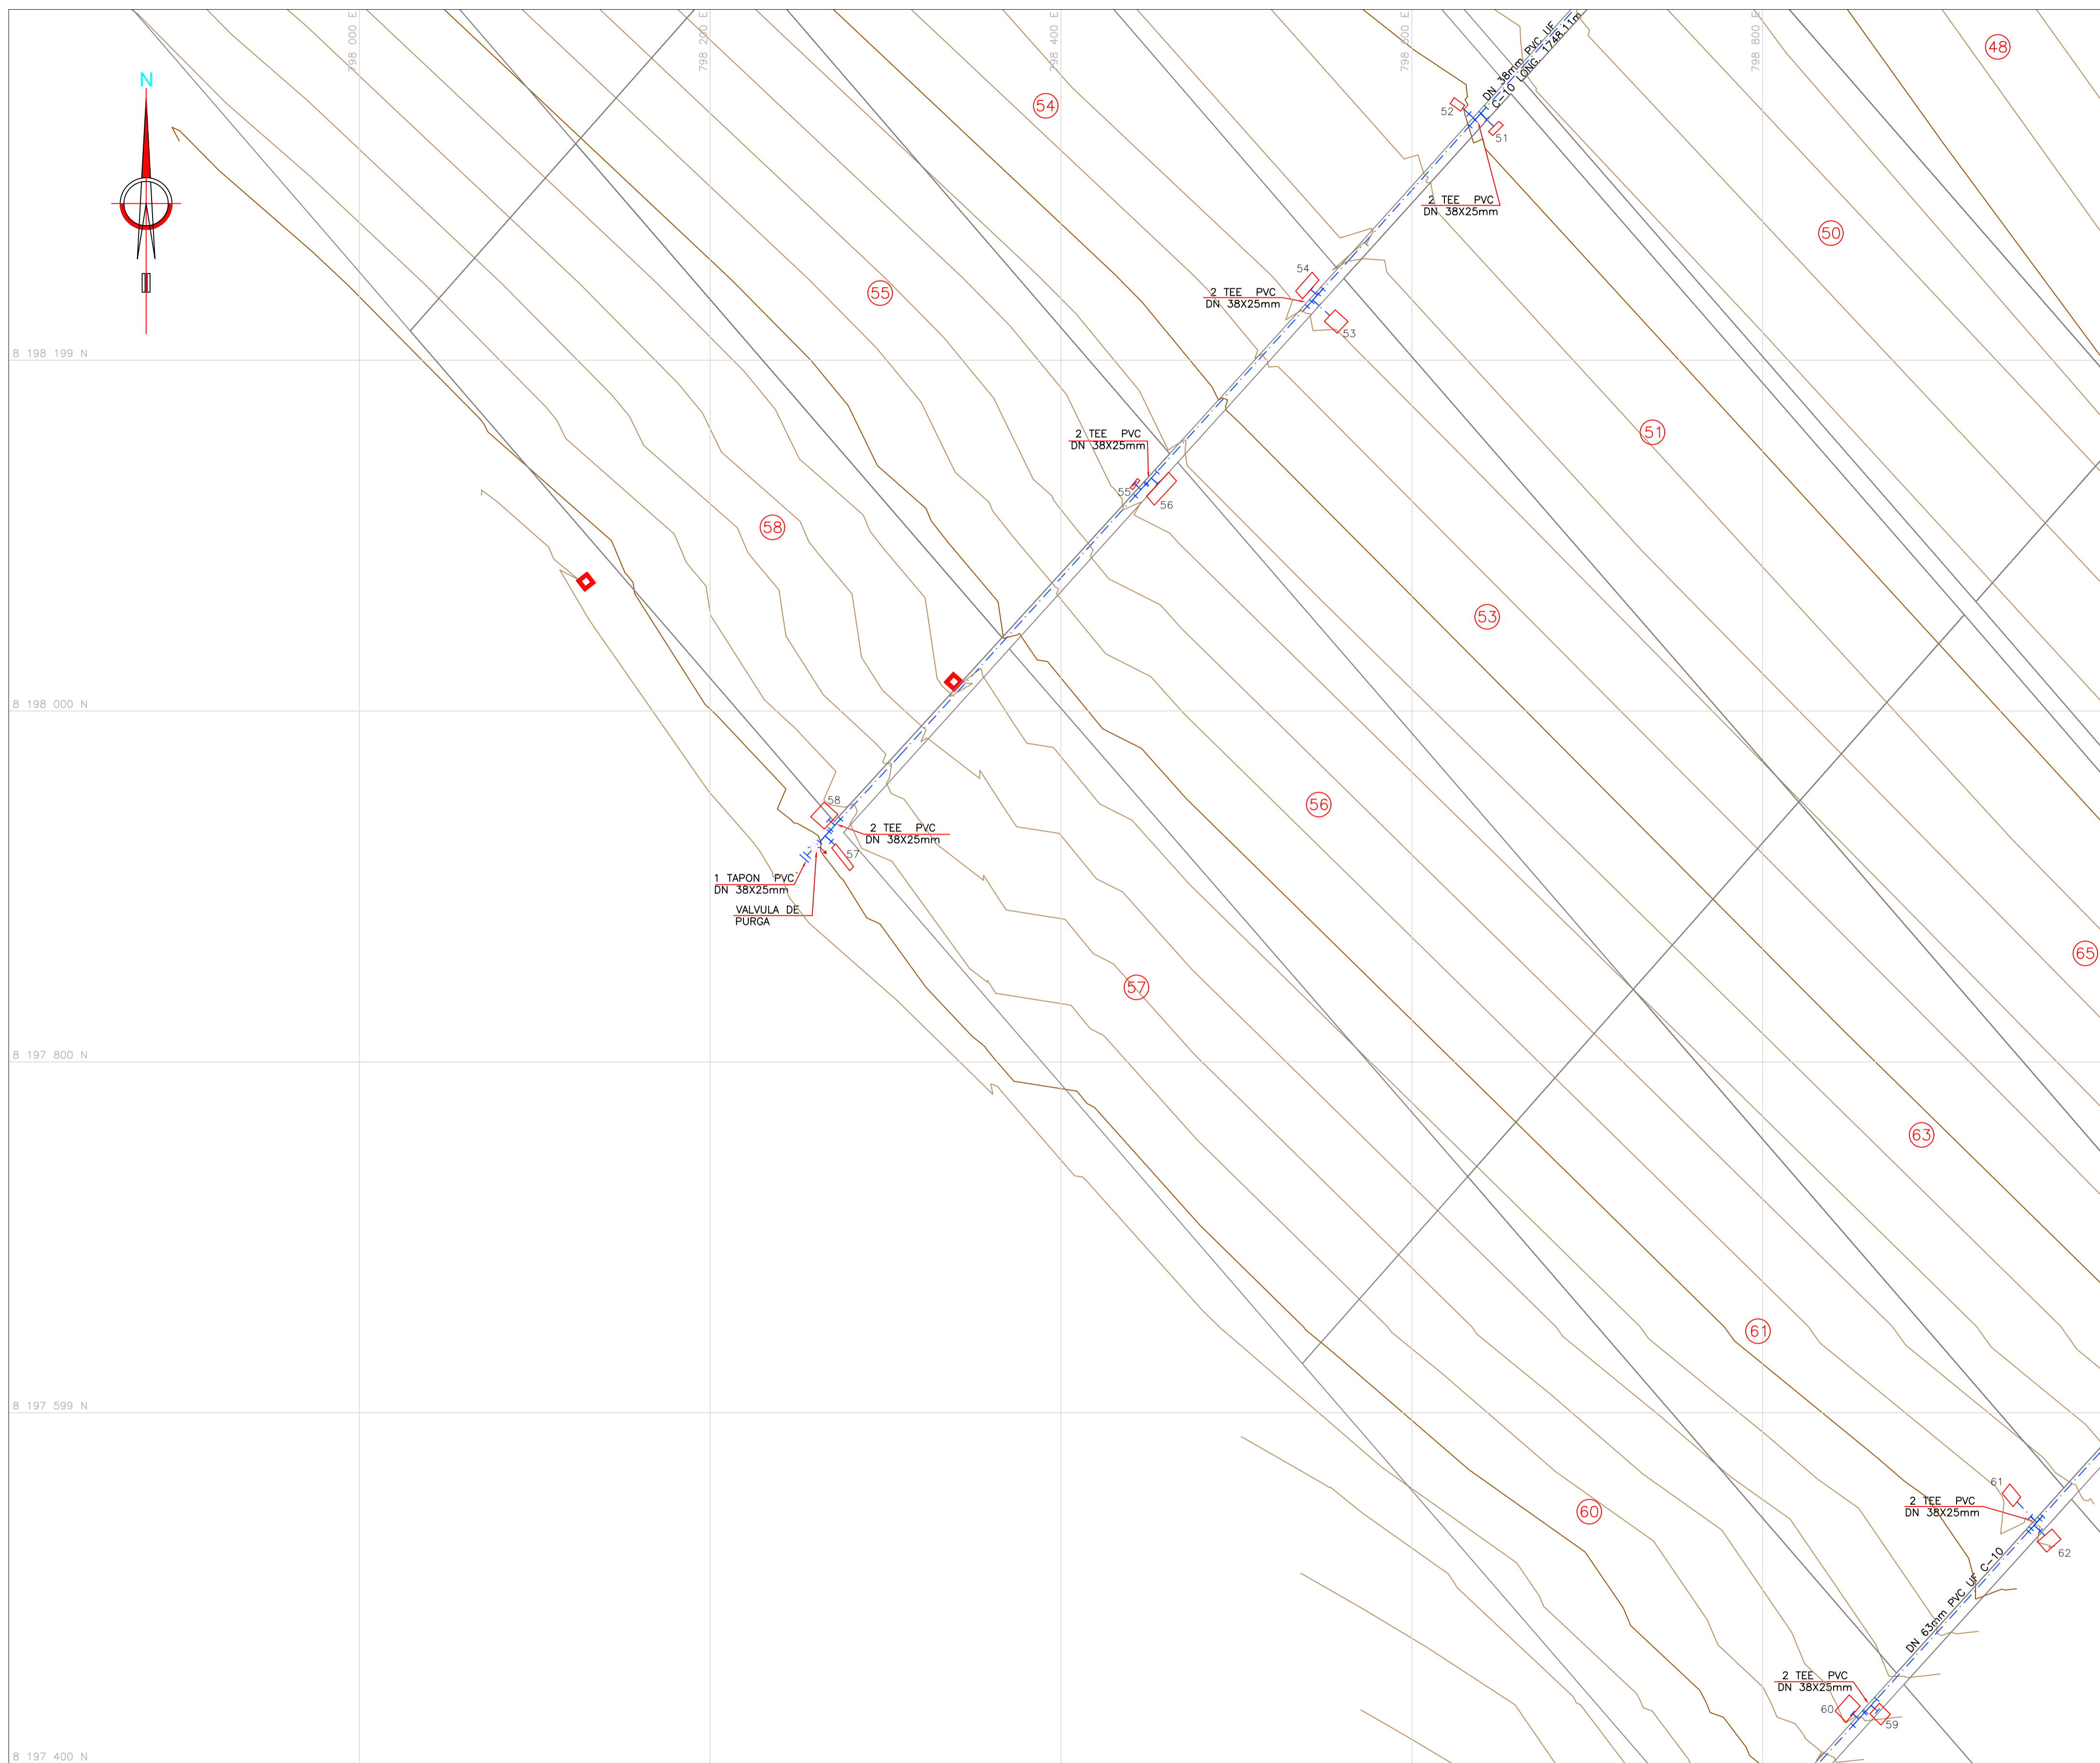 798 000 E
798 200 E
798 400 E
798 600 E
798 800 E
N
48
DN 38mm PVC UF
C-10 LONG. 1748.11m
54
52
51
2 TEE PVC
DN 38X25mm
50
54
2 TEE PVC
DN 38X25mm
55
53
8 198 199 N
51
2 TEE PVC
DN 38X25mm
55
56
58
53
8 198 000 N
58
56
2 TEE PVC
DN 38X25mm
57
1 TAPON PVC
DN 38X25mm
VALVULA DE
PURGA
65
57
8 197 800 N
63
61
8 197 599 N
61
2 TEE PVC
DN 38X25mm
60
62
DN 63mm PVC UF C-10
2 TEE PVC
DN 38X25mm
60
59
8 197 400 N